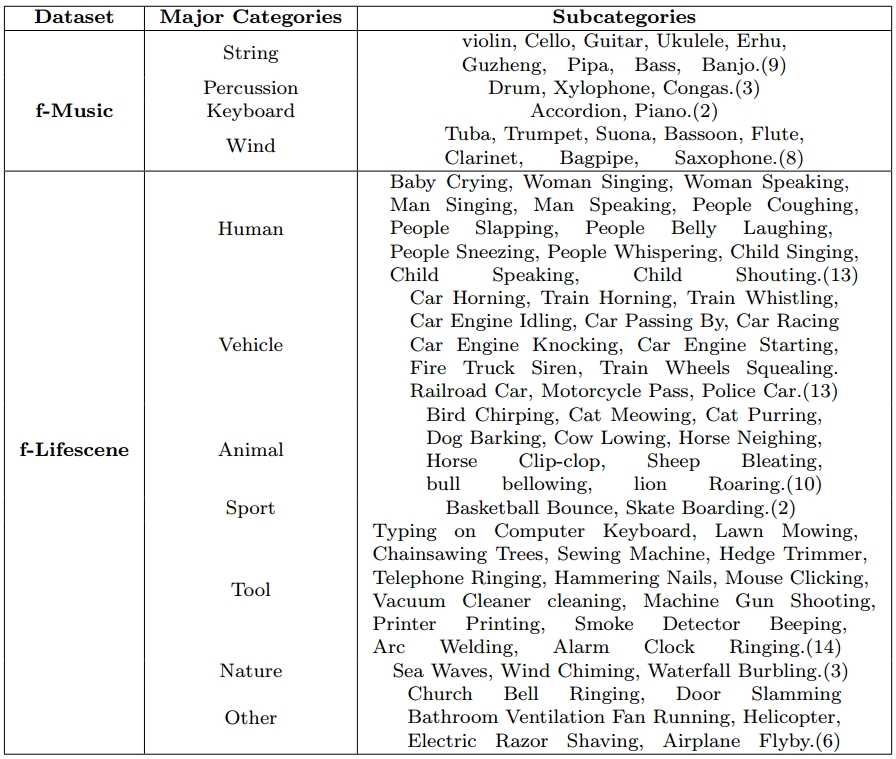 Dataset Major Categories Subcategories
f-Music
String
violin, Cello, Guitar, Ukulele, Erhu,
Guzheng, Pipa, Bass, Banjo.(9)
Percussion Drum, Xylophone, Congas.(3)
Keyboard Accordion, Piano.(2)
Wind
Tuba, Trumpet, Suona, Bassoon, Flute,
Clarinet, Bagpipe, Saxophone.(8)
f-Lifescene
Human
Baby Crying, Woman Singing, Woman Speaking,
Man Singing, Man Speaking, People Coughing,
People Slapping, People Belly Laughing,
People Sneezing, People Whispering, Child Singing,
Child Speaking, Child Shouting.(13)
Vehicle
Car Horning, Train Horning, Train Whistling,
Car Engine Idling, Car Passing By, Car Racing
Car Engine Knocking, Car Engine Starting,
Fire Truck Siren, Train Wheels Squealing.
Railroad Car, Motorcycle Pass, Police Car.(13)
Animal
Bird Chirping, Cat Meowing, Cat Purring,
Dog Barking, Cow Lowing, Horse Neighing,
Horse Clip-clop, Sheep Bleating,
bull bellowing, lion Roaring.(10)
Sport Basketball Bounce, Skate Boarding.(2)
Tool
Typing on Computer Keyboard, Lawn Mowing,
Chainsawing Trees, Sewing Machine, Hedge Trimmer,
Telephone Ringing, Hammering Nails, Mouse Clicking,
Vacuum Cleaner cleaning, Machine Gun Shooting,
Printer Printing, Smoke Detector Beeping,
Arc Welding, Alarm Clock Ringing.(14)
Nature Sea Waves, Wind Chiming, Waterfall Burbling.(3)
Other
Church Bell Ringing, Door Slamming
Bathroom Ventilation Fan Running, Helicopter,
Electric Razor Shaving, Airplane Flyby.(6)